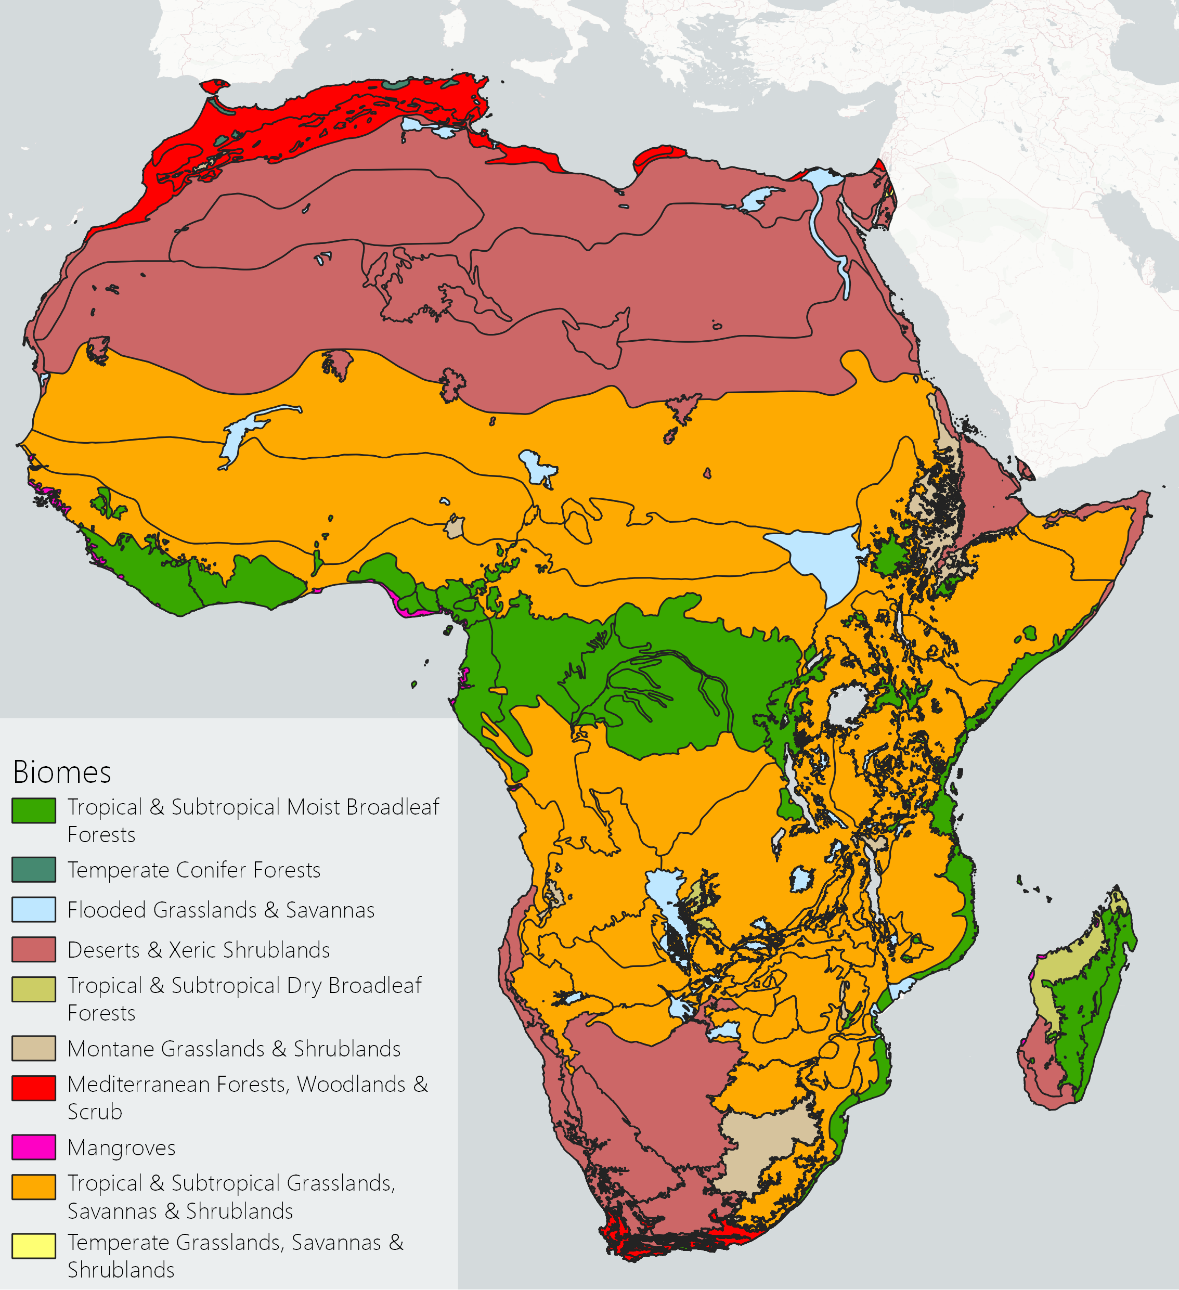 Biomes
Tropical & Subtropical Moist Broadleaf
Forests
Temperate Conifer Forests
Flooded Grasslands & Savannas
Deserts & Xeric Shrublands
Tropical & Subtropical Dry Broadleaf
Forests
Montane Grasslands & Shrublands
Mediterranean Forests, Woodlands &
Scrub
Mangroves
Tropical & Subtropical Grasslands,
Savannas & Shrublands
Temperate Grasslands, Savannas &
Shrublands